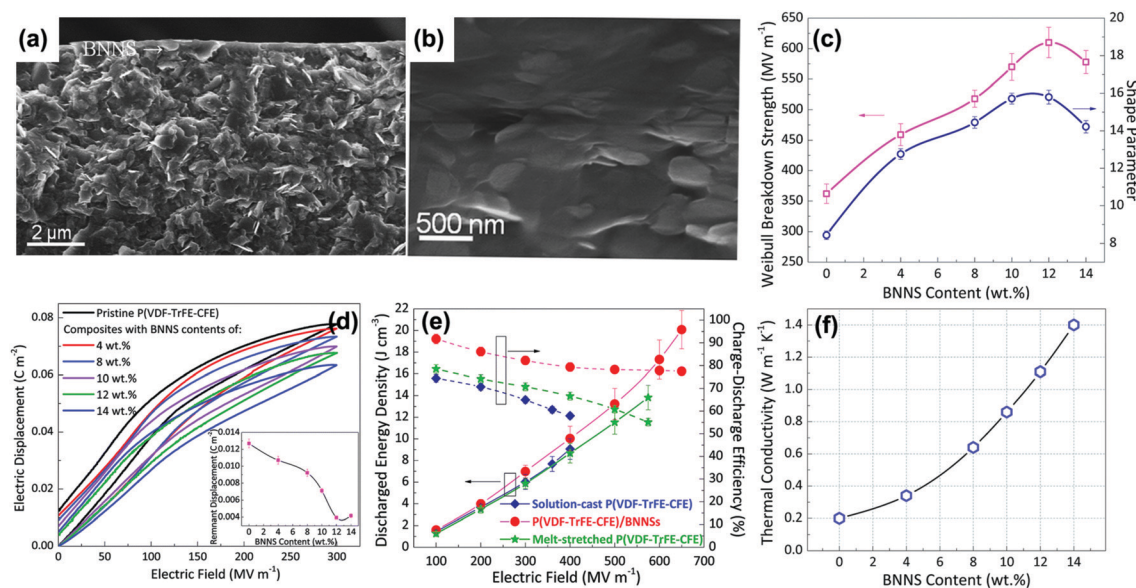 (a)
BNNS →
2 µm
(b)
500 nm
(c)
Weibull Breakdown Strength (MV m⁻¹)
650
600
550
500
450
400
350
300
250
20
18
16
14
12
10
8
Shape Parameter
0 2 4 6 8 10 12 14
BNNS Content (wt.%)
(d)
Electric Displacement (C m⁻²)
0.08
0.06
0.04
0.02
0.00
Pristine P(VDF-TrFE-CFE)
Composites with BNNS contents of:
4 wt.%
8 wt.%
10 wt.%
12 wt.%
14 wt.%
Remnant Displacement (C m⁻²)
0.014
0.012
0.010
0.008
0.006
0.004
0 2 4 6 8 10 12 14
BNNS Content (wt.%)
0 50 100 150 200 250 300
Electric Field (MV m⁻¹)
(e)
Discharged Energy Density (J cm⁻³)
22
20
18
16
14
12
10
8
6
4
2
0
100
90
80
70
60
50
40
30
20
10
0
Charge-Discharge Efficiency (%)
Solution-cast P(VDF-TrFE-CFE)
P(VDF-TrFE-CFE)/BNNSs
Melt-stretched P(VDF-TrFE-CFE)
100 200 300 400 500 600 700
Electric Field (MV m⁻¹)
(f)
Thermal Conductivity (W m⁻¹ K⁻¹)
1.4
1.2
1.0
0.8
0.6
0.4
0.2
0.0
0 2 4 6 8 10 12 14
BNNS Content (wt.%)